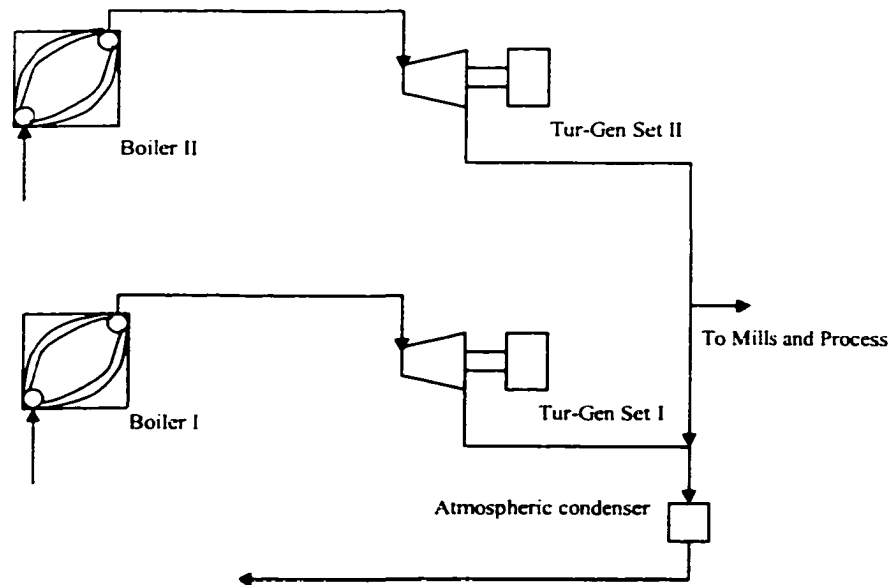 Boiler II
Tur-Gen Set II
To Mills and Process
Boiler I
Tur-Gen Set I
Atmospheric condenser